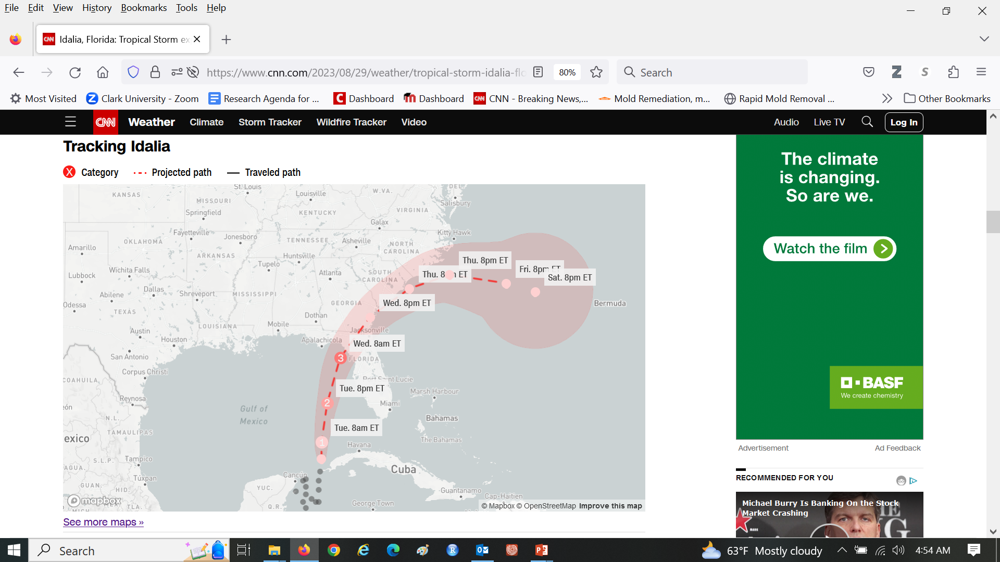 File Edit View History Bookmarks Tools Help
CNN Idalia, Florida: Tropical Storm ex
https://www.cnn.com/2023/08/29/weather/tropical-storm-idalia-flo 80% Search
Most Visited Clark University - Zoom Research Agenda for ... Dashboard Dashboard CNN - Breaking News,... Mold Remediation, m... Rapid Mold Removal ... Other Bookmarks
CNN Weather Climate Storm Tracker Wildfire Tracker Video Audio Live TV Log In
Tracking Idalia
X Category Projected path Traveled path
St. Louis
DEL.
KANSAS
Louisville
W.VA.
MISSOURI
Salisbury
Springfield
KENTUCKY
VIRGINIA
Galax
Fayetteville
Kitty Hawk
Jonesboro
OKLAHOMA
TENNESSEE
Asheville
NORTH
CAROLINA
Amarillo
ARKANSAS
Huntsville
Thu. 8pm ET
Tupelo
Wichita Falls
Fri. 8pm ET
Lubbock
Atlanta
SOUTH
CAROLINA
Thu. 8 ET
Sat. 8pm ET
Dallas
Abilene
Shreveport
MISSISSIPPI
Odessa
GEORGIA
Wed. 8pm ET
Bermuda
TEXAS
Dothan
LOUISIANA
Mobile
Austin
Jacksonville
Houston
Apalachicola
Wed. 8am ET
San Antonio
3
FLORIDA
Corpus Christi
COAHUILA
Port Saint Lucie
Tue. 8pm ET
Marsh Harbour
Reynosa
2
Miami
Gulf of
Mexico
N.L.
Bahamas
Tue. 8am ET
TAMAULIPAS
exico
The Bahamas
1
Havana
S.L.P.
Tampico
AGUA.
Cuba
Cancún
Túxpan
GUAN.
HID.
YUC.
Guantanamo
Cap-Haitien
mapbox
MEX.
TLA.
MICH
Q.R.
George Town
© Mapbox © OpenStreetMap Improve this map
See more maps »
The climate
is changing.
So are we.
Watch the film
BASF
We create chemistry
Advertisement Ad Feedback
RECOMMENDED FOR YOU
Michael Burry Is Banking On the Stock
Market Crashing
Search 63°F Mostly cloudy 4:54 AM